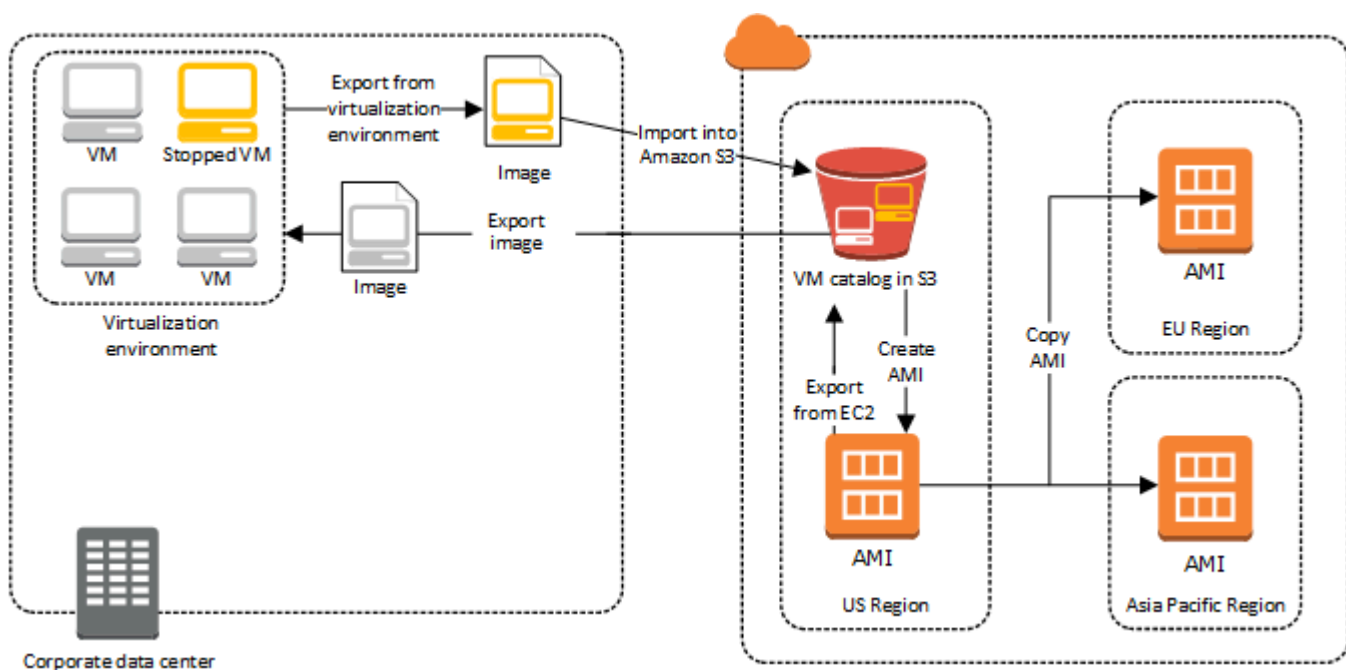 VM
Stopped VM
VM
VM
Virtualization
environment
Export from
virtualization
environment
Image
Export
image
Image
Corporate data center
Import into
Amazon S3
VM catalog in S3
Create
AMI
Export
from EC2
AMI
US Region
Copy
AMI
AMI
EU Region
AMI
Asia Pacific Region